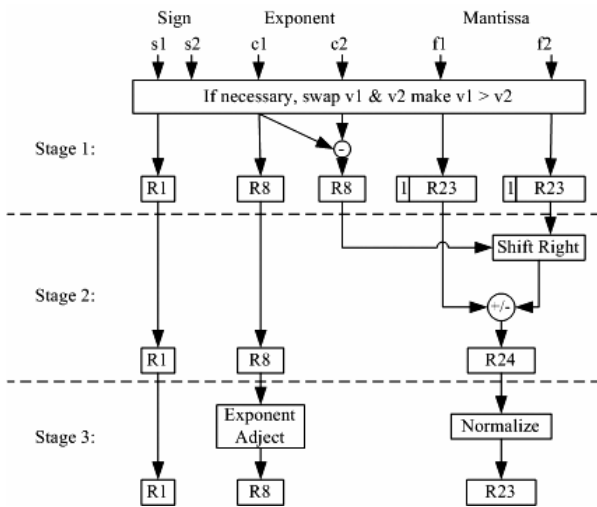 Sign Exponent Mantissa
s1 s2 c1 c2 f1 f2
If necessary, swap v1 & v2 make v1 > v2
Stage 1:
-
R1 R8 R8 1 R23 1 R23
Shift Right
Stage 2:
+/-
R1 R8 R24
Exponent
Adject
Normalize
Stage 3:
R1 R8 R23